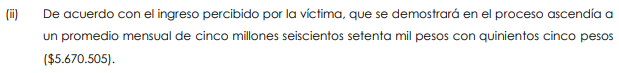 (ii) De acuerdo con el ingreso percibido por la víctima, que se demostrará en el proceso ascendía a
un promedio mensual de cinco millones seiscientos setenta mil pesos con quinientos cinco pesos
($5.670.505).